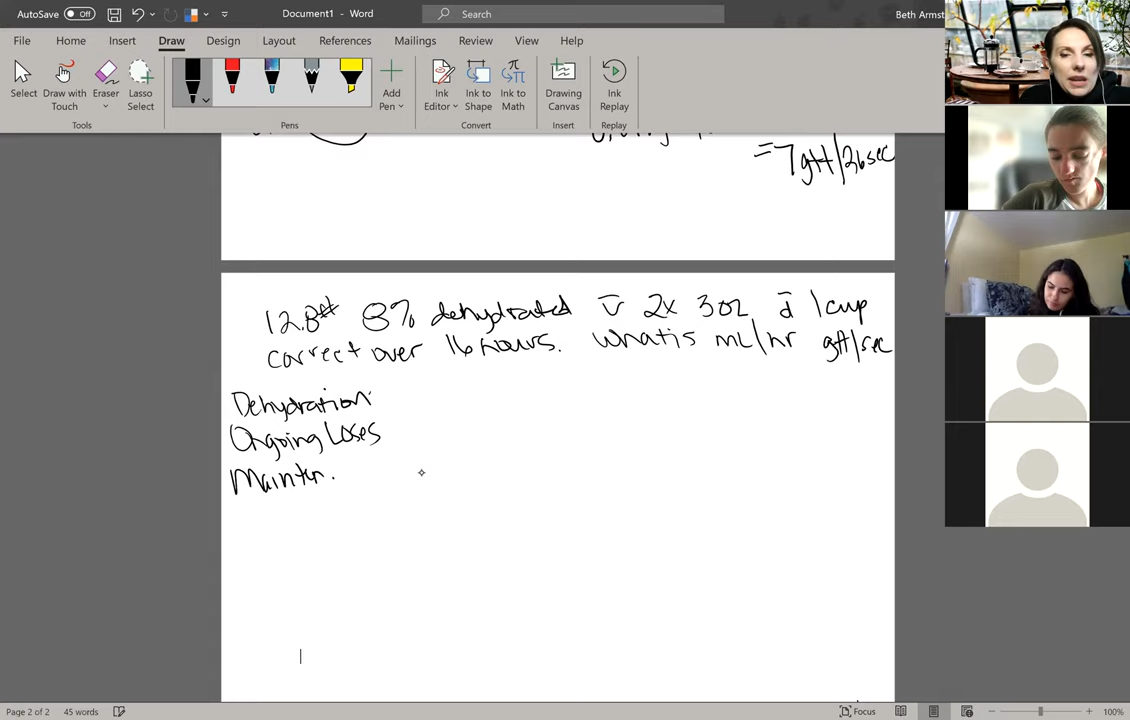 AutoSave Off
Document1 - Word
Search
Beth Armst
File Home Insert Draw Design Layout References Mailings Review View Help
Select
Draw with Touch
Eraser
Lasso Select
Add Pen
Ink Editor
Ink to Shape
Ink to Math
Drawing Canvas
Ink Replay
Tools
Pens
Convert
Insert
Replay
=7gtt/26sec
12.8# 8% dehydrated v̄ 2x 3oz d̄ 1cup
correct over 16 hours. What is mL/hr gtt/sec
Dehydration:
Ongoing Loses
Mainten.
Page 2 of 2
45 words
Focus
100%